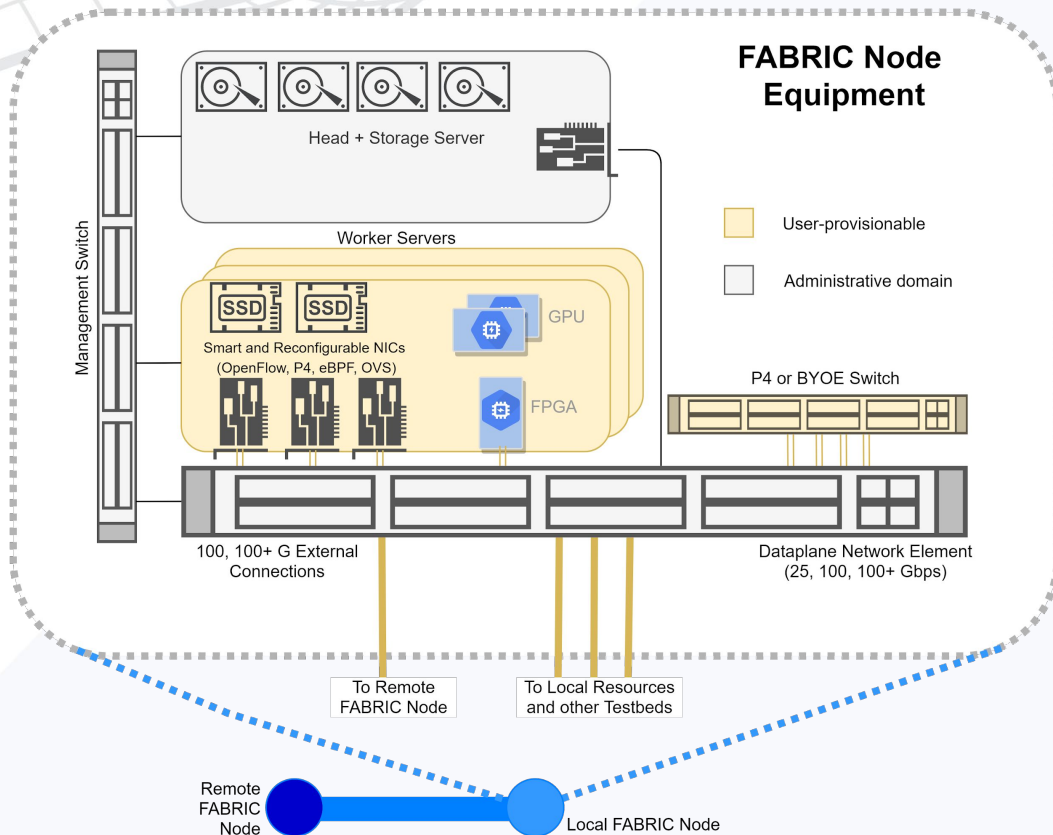 FABRIC Node
Equipment
Head + Storage Server
Management Switch
User-provisionable
Worker Servers
Administrative domain
SSD
SSD
GPU
Smart and Reconfigurable NICs
(OpenFlow, P4, eBPF, OVS)
P4 or BYOE Switch
FPGA
100, 100+ G External
Connections
Dataplane Network Element
(25, 100, 100+ Gbps)
To Remote
FABRIC Node
To Local Resources
and other Testbeds
Remote
FABRIC
Node
Local FABRIC Node